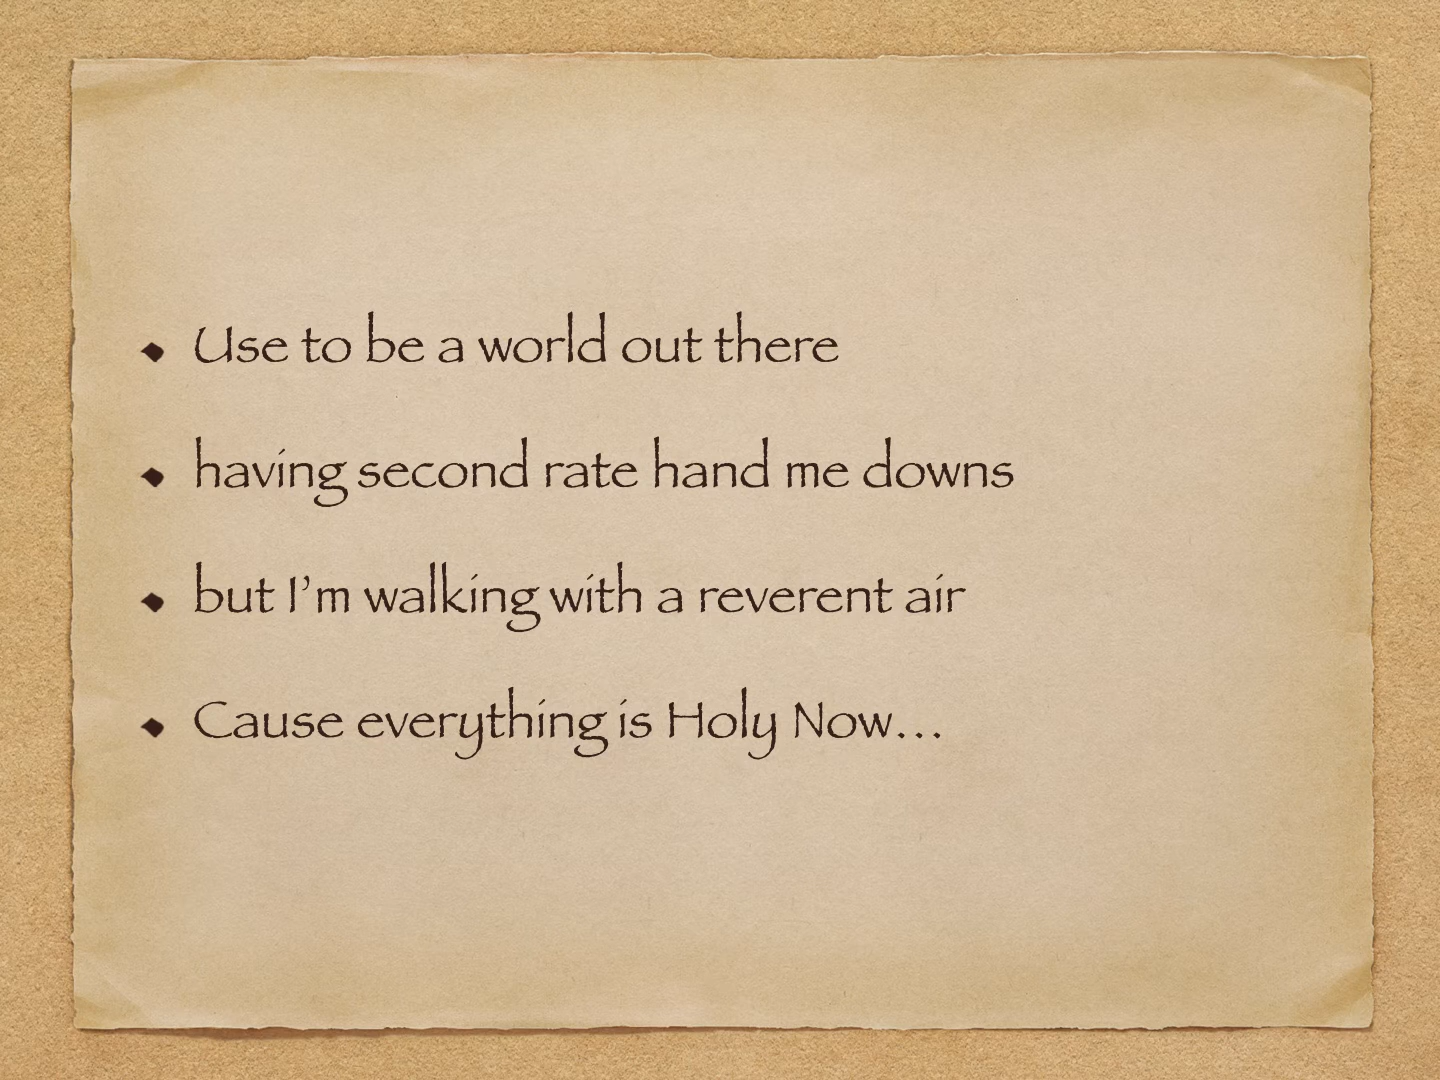 Use to be a world out there
having second rate hand me downs
but I’m walking with a reverent air
Cause everything is Holy Now…